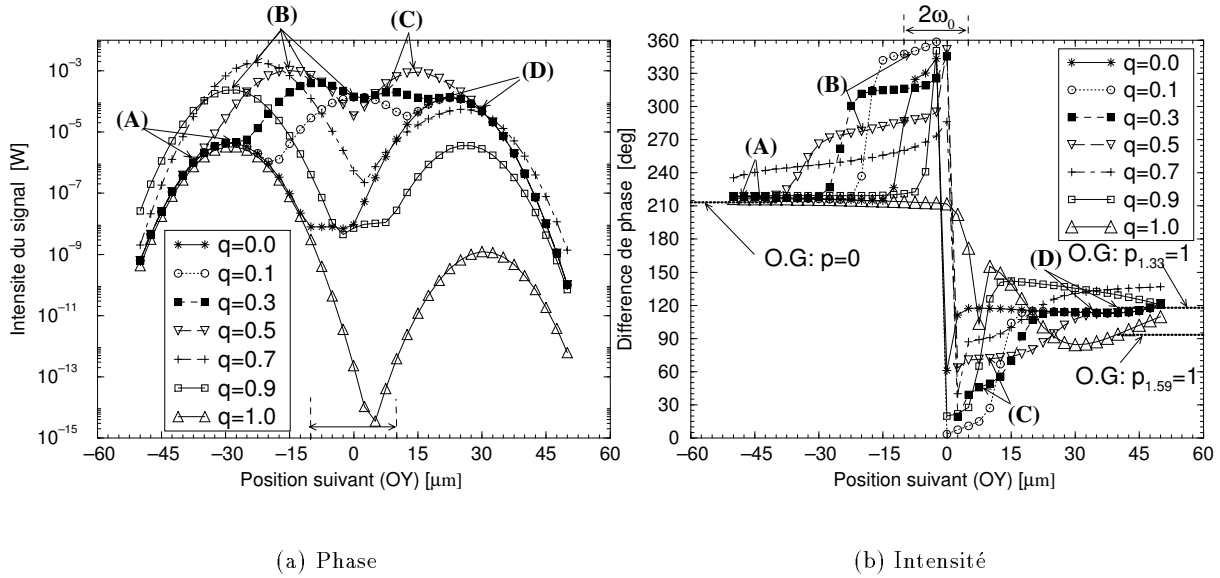 (A)
(B)
(C)
(D)
Intensite du signal [W]
10⁻³
10⁻⁵
10⁻⁷
10⁻⁹
10⁻¹¹
10⁻¹³
10⁻¹⁵
q=0.0
q=0.1
q=0.3
q=0.5
q=0.7
q=0.9
q=1.0
−60 −45 −30 −15 0 15 30 45 60
Position suivant (OY) [μm]
(a) Phase
2ω₀
Difference de phase [deg]
360
330
300
270
240
210
180
150
120
90
60
30
0
(A)
(B)
(C)
(D)
O.G: p=0
O.G: p₁.₃₃=1
O.G: p₁.₅₉=1
q=0.0
q=0.1
q=0.3
q=0.5
q=0.7
q=0.9
q=1.0
−60 −45 −30 −15 0 15 30 45 60
Position suivant (OY) [μm]
(b) Intensité